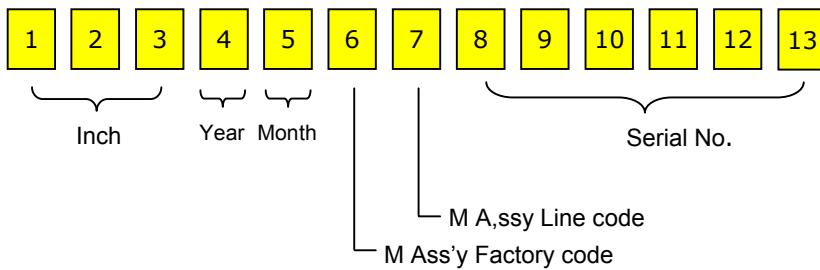 1 2 3 4 5 6 7 8 9 10 11 12 13
Inch Year Month Serial No.
M A,ssy Line code
M Ass'y Factory code